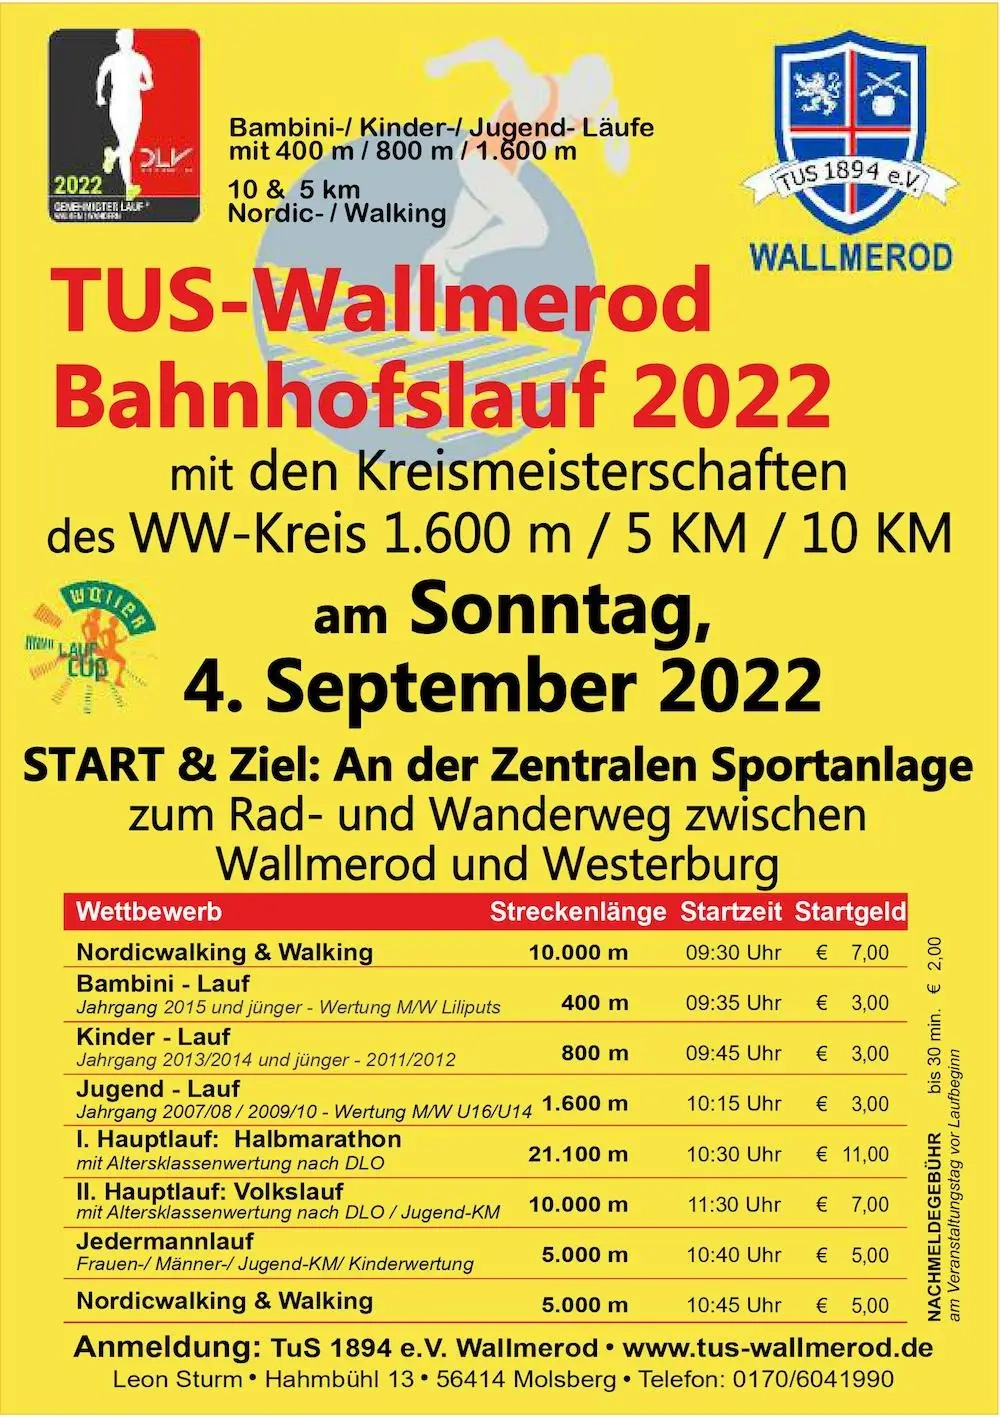 DLV
2022
GENEHMIGTER LAUF
WALKEN | WANDERN
Bambini-/ Kinder-/ Jugend- Läufe
mit 400 m / 800 m / 1.600 m
10 & 5 km
Nordic- / Walking
TUS 1894 e.V.
WALLMEROD
TUS-Wallmerod
Bahnhofslauf 2022
mit den Kreismeisterschaften
des WW-Kreis 1.600 m / 5 KM / 10 KM
Wäller
LAUF
CUP
am Sonntag,
4. September 2022
START & Ziel: An der Zentralen Sportanlage
zum Rad- und Wanderweg zwischen
Wallmerod und Westerburg
Wettbewerb Streckenlänge Startzeit Startgeld
Nordicwalking & Walking 10.000 m 09:30 Uhr € 7,00
Bambini - Lauf
Jahrgang 2015 und jünger - Wertung M/W Liliputs 400 m 09:35 Uhr € 3,00
Kinder - Lauf
Jahrgang 2013/2014 und jünger - 2011/2012 800 m 09:45 Uhr € 3,00
Jugend - Lauf
Jahrgang 2007/08 / 2009/10 - Wertung M/W U16/U14 1.600 m 10:15 Uhr € 3,00
I. Hauptlauf: Halbmarathon
mit Altersklassenwertung nach DLO 21.100 m 10:30 Uhr € 11,00
II. Hauptlauf: Volkslauf
mit Altersklassenwertung nach DLO / Jugend-KM 10.000 m 11:30 Uhr € 7,00
Jedermannlauf
Frauen-/ Männer-/ Jugend-KM/ Kinderwertung 5.000 m 10:40 Uhr € 5,00
Nordicwalking & Walking 5.000 m 10:45 Uhr € 5,00
NACHMELDEGEBÜHR bis 30 min. € 2,00
am Veranstaltungstag vor Laufbeginn
Anmeldung: TuS 1894 e.V. Wallmerod • www.tus-wallmerod.de
Leon Sturm • Hahmbühl 13 • 56414 Molsberg • Telefon: 0170/6041990